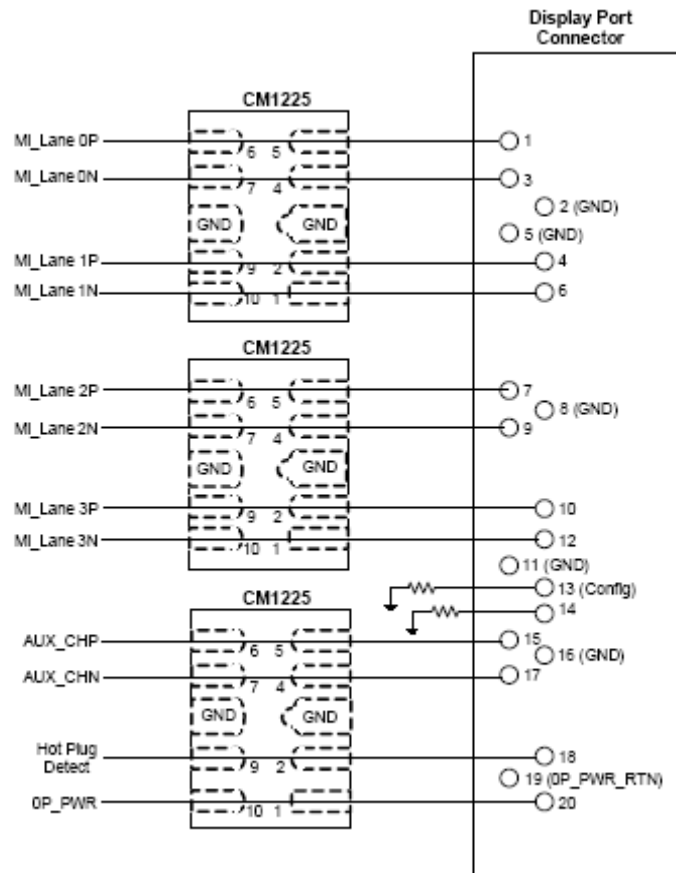 Display Port
Connector
CM1225
MI_Lane 0P 6 5 1
MI_Lane 0N 7 4 3
2 (GND)
GND GND 5 (GND)
MI_Lane 1P 9 2 4
MI_Lane 1N 10 1 6
CM1225
MI_Lane 2P 6 5 7
8 (GND)
MI_Lane 2N 7 4 9
GND GND
MI_Lane 3P 9 2 10
MI_Lane 3N 10 1 12
11 (GND)
13 (Config)
CM1225
14
AUX_CHP 6 5 15
16 (GND)
AUX_CHN 7 4 17
GND GND
Hot Plug
Detect 9 2 18
19 (0P_PWR_RTN)
0P_PWR 10 1 20